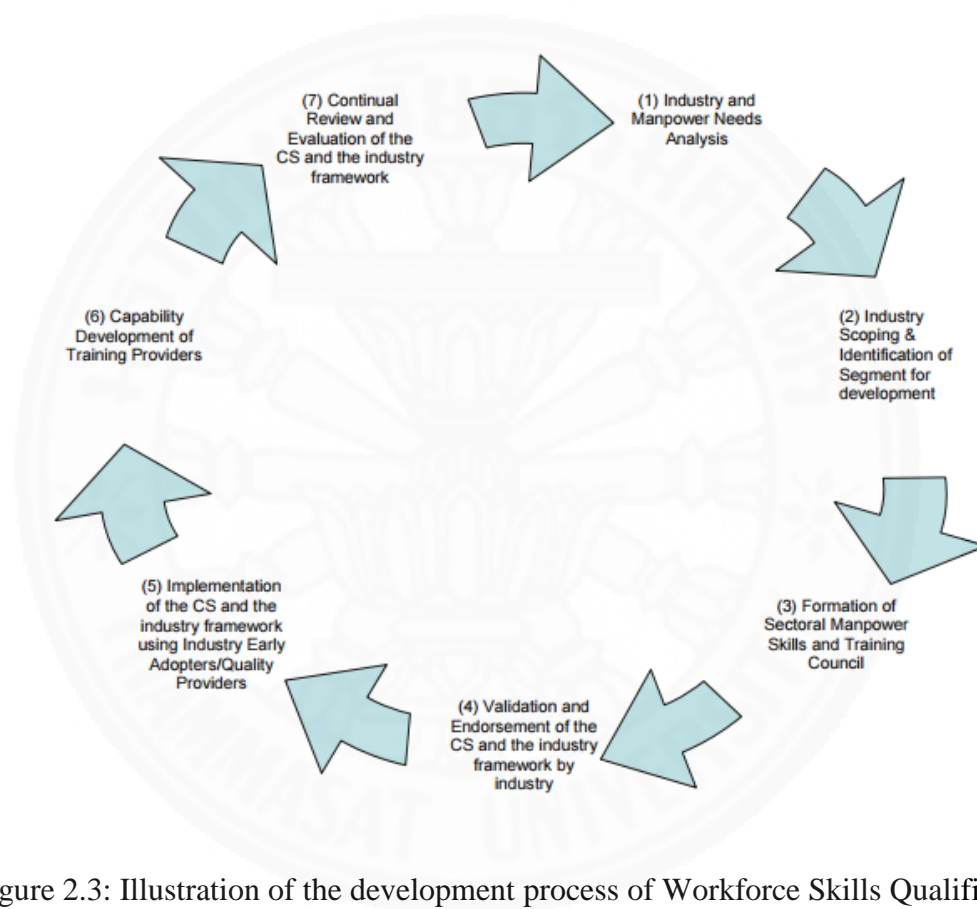 (7) Continual
Review and
Evaluation of the
CS and the industry
framework
(1) Industry and
Manpower Needs
Analysis
(2) Industry
Scoping &
Identification of
Segment for
development
(3) Formation of
Sectoral Manpower
Skills and Training
Council
(4) Validation and
Endorsement of the
CS and the industry
framework by
industry
(5) Implementation
of the CS and the
industry framework
using Industry Early
Adopters/Quality
Providers
(6) Capability
Development of
Training Providers
THAMMASAT UNIVERSITY
gure 2.3: Illustration of the development process of Workforce Skills Qualifi